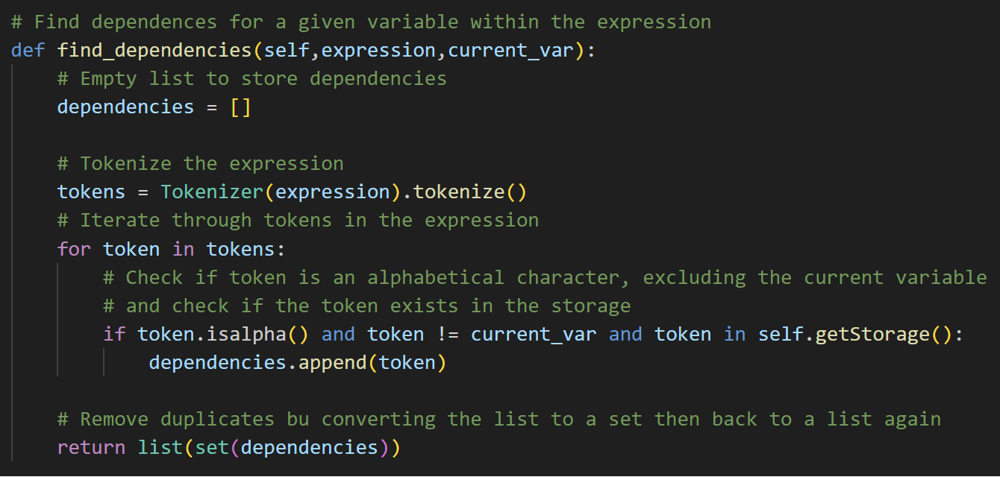 # Find dependences for a given variable within the expression
def find_dependencies(self,expression,current_var):
    # Empty list to store dependencies
    dependencies = []

    # Tokenize the expression
    tokens = Tokenizer(expression).tokenize()
    # Iterate through tokens in the expression
    for token in tokens:
        # Check if token is an alphabetical character, excluding the current variable
        # and check if the token exists in the storage
        if token.isalpha() and token != current_var and token in self.getStorage():
            dependencies.append(token)

    # Remove duplicates bu converting the list to a set then back to a list again
    return list(set(dependencies))